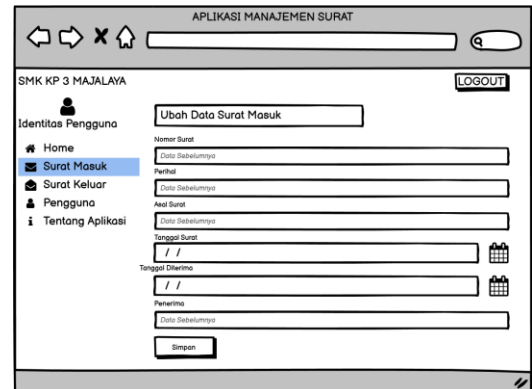 APLIKASI MANAJEMEN SURAT
SMK KP 3 MAJALAYA
LOGOUT
Identitas Pengguna
Home
Surat Masuk
Surat Keluar
Pengguna
Tentang Aplikasi
Ubah Data Surat Masuk
Nomor Surat
Data Sebelumnya
Perihal
Data Sebelumnya
Asal Surat
Data Sebelumnya
Tanggal Surat
/ /
Tanggal Diterima
/ /
Penerima
Data Sebelumnya
Simpan